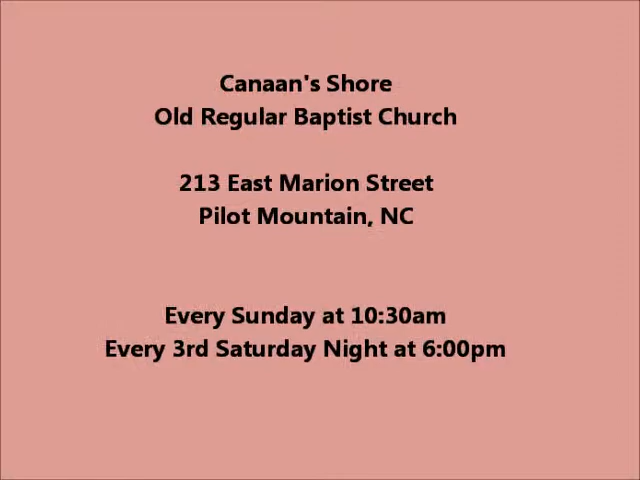 Canaan's Shore
Old Regular Baptist Church
213 East Marion Street
Pilot Mountain, NC
Every Sunday at 10:30am
Every 3rd Saturday Night at 6:00pm